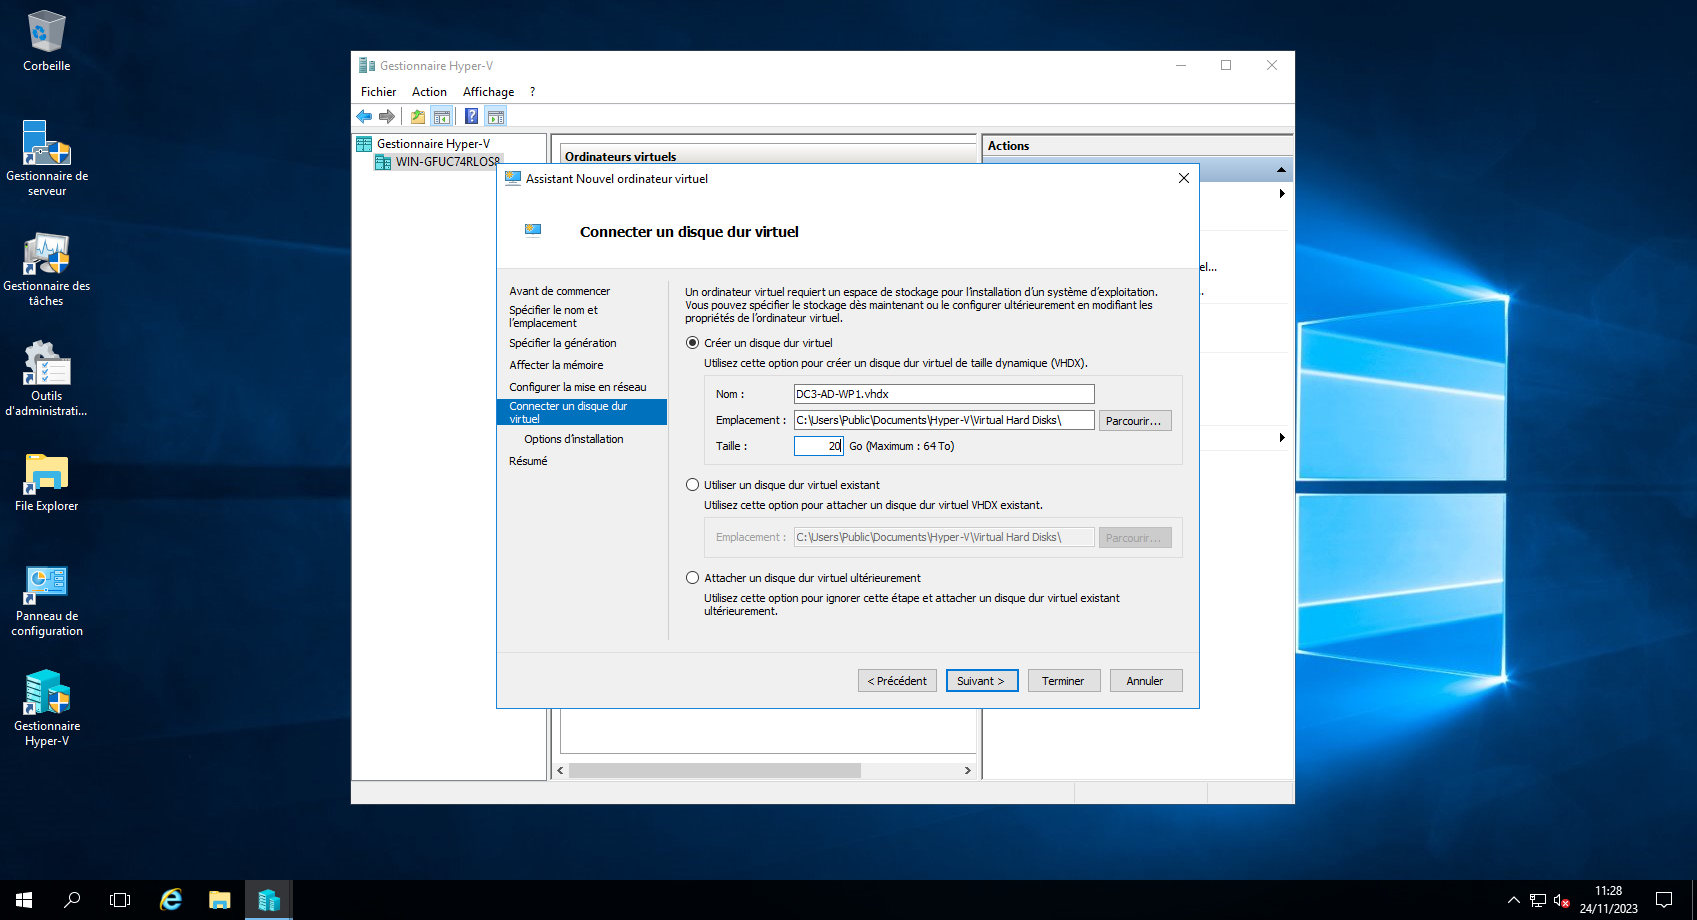 Corbeille
Gestionnaire de
serveur
Gestionnaire des
tâches
Outils
d'administrati...
File Explorer
Panneau de
configuration
Gestionnaire
Hyper-V
Gestionnaire Hyper-V
Fichier Action Affichage ?
Gestionnaire Hyper-V
WIN-GFUC74RLOS8
Ordinateurs virtuels
Actions
el...
Assistant Nouvel ordinateur virtuel
Connecter un disque dur virtuel
Avant de commencer
Spécifier le nom et
l'emplacement
Spécifier la génération
Affecter la mémoire
Configurer la mise en réseau
Connecter un disque dur
virtuel
Options d'installation
Résumé
Un ordinateur virtuel requiert un espace de stockage pour l'installation d'un système d'exploitation.
Vous pouvez spécifier le stockage dès maintenant ou le configurer ultérieurement en modifiant les
propriétés de l'ordinateur virtuel.
Créer un disque dur virtuel
Utilisez cette option pour créer un disque dur virtuel de taille dynamique (VHDX).
Nom : DC3-AD-WP1.vhdx
Emplacement : C:\Users\Public\Documents\Hyper-V\Virtual Hard Disks\ Parcourir...
Taille : 20 Go (Maximum : 64 To)
Utiliser un disque dur virtuel existant
Utilisez cette option pour attacher un disque dur virtuel VHDX existant.
Emplacement : C:\Users\Public\Documents\Hyper-V\Virtual Hard Disks\ Parcourir...
Attacher un disque dur virtuel ultérieurement
Utilisez cette option pour ignorer cette étape et attacher un disque dur virtuel existant
ultérieurement.
< Précédent Suivant > Terminer Annuler
11:28
24/11/2023